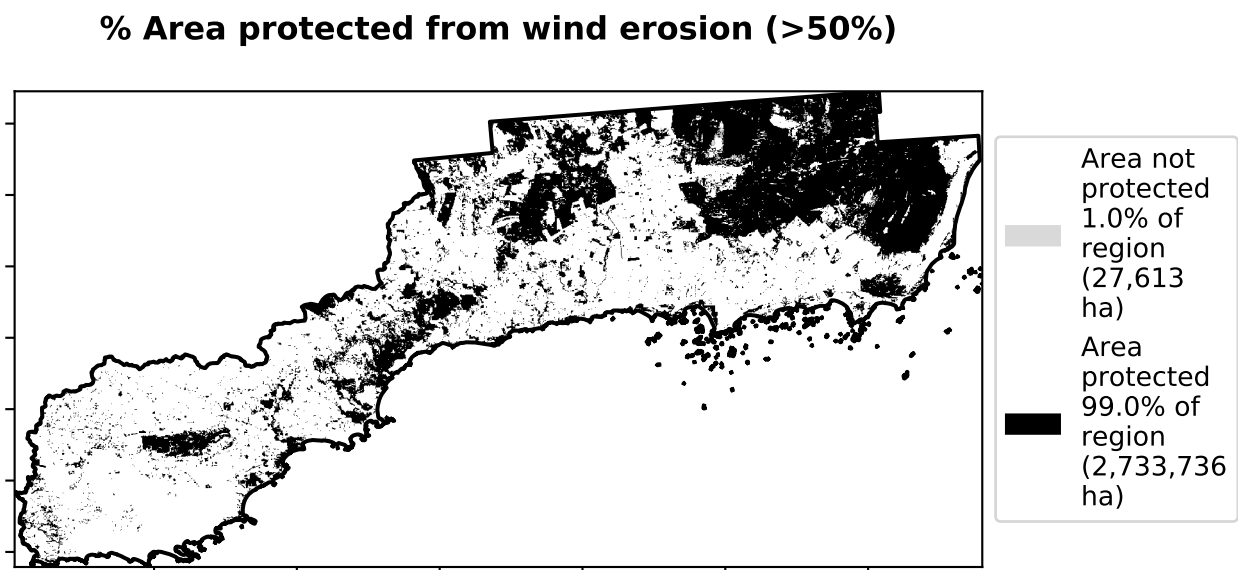 % Area protected from wind erosion (>50%)
Area not
protected
1.0% of
region
(27,613
ha)
Area
protected
99.0% of
region
(2,733,736
ha)